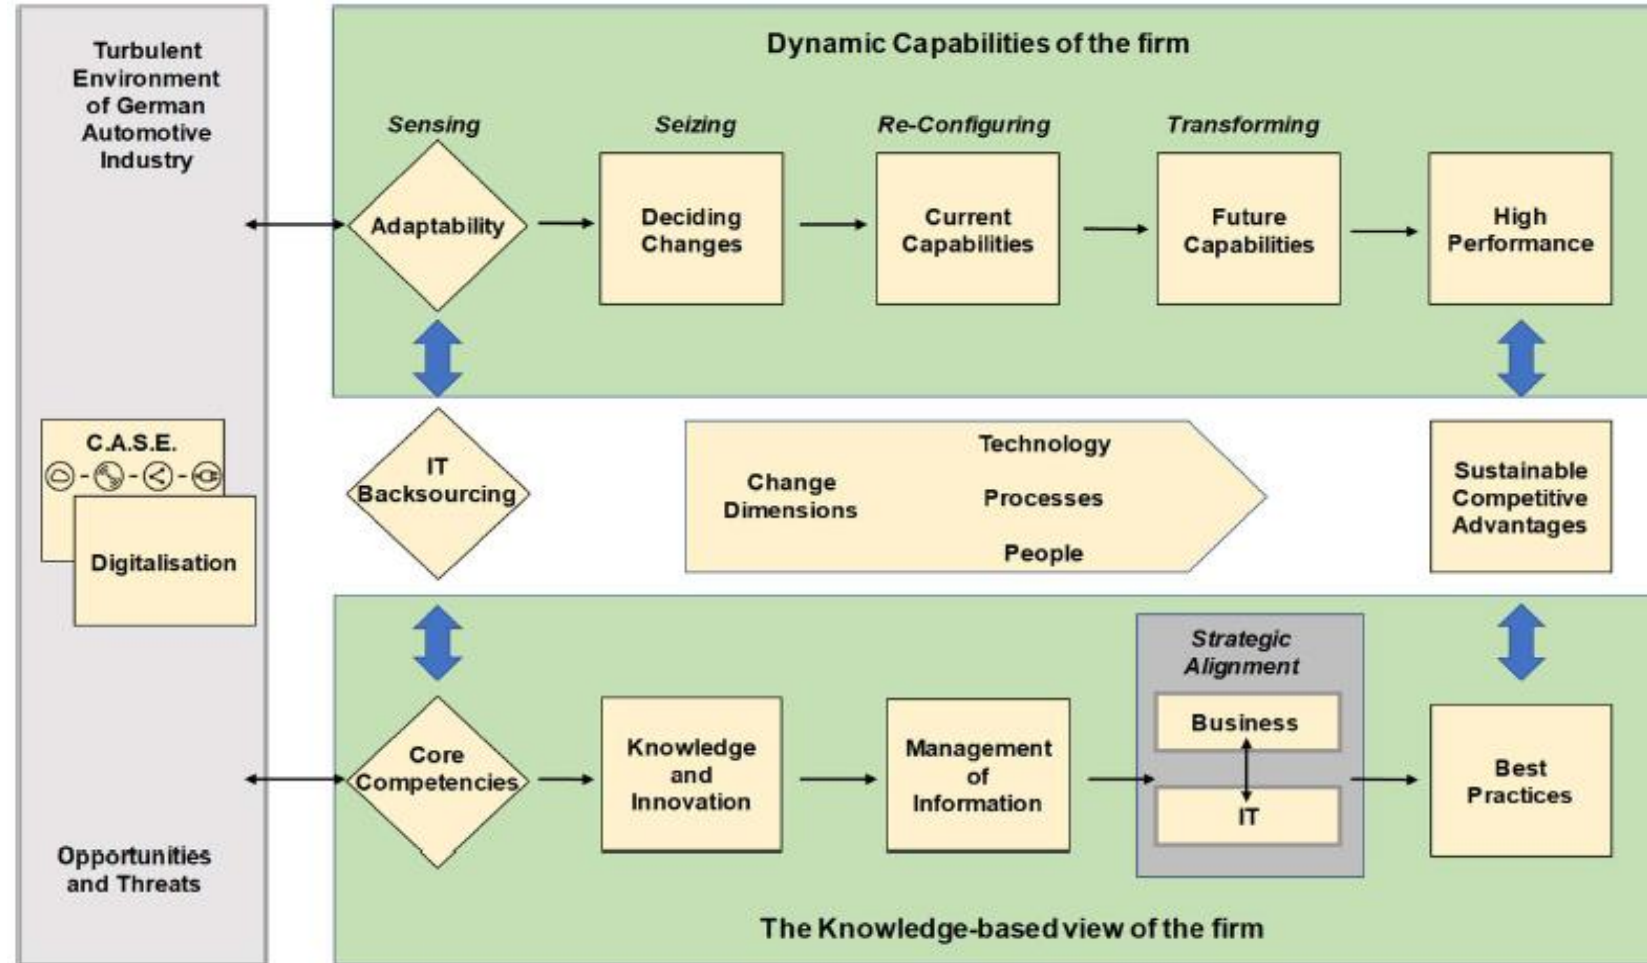 Turbulent
Environment
of German
Automotive
Industry
C.A.S.E.
Digitalisation
Opportunities
and Threats
Dynamic Capabilities of the firm
Sensing
Seizing
Re-Configuring
Transforming
Adaptability
Deciding
Changes
Current
Capabilities
Future
Capabilities
High
Performance
IT
Backsourcing
Change
Dimensions
Technology
Processes
People
Sustainable
Competitive
Advantages
Core
Competencies
Knowledge
and
Innovation
Management
of
Information
Strategic
Alignment
Business
IT
Best
Practices
The Knowledge-based view of the firm